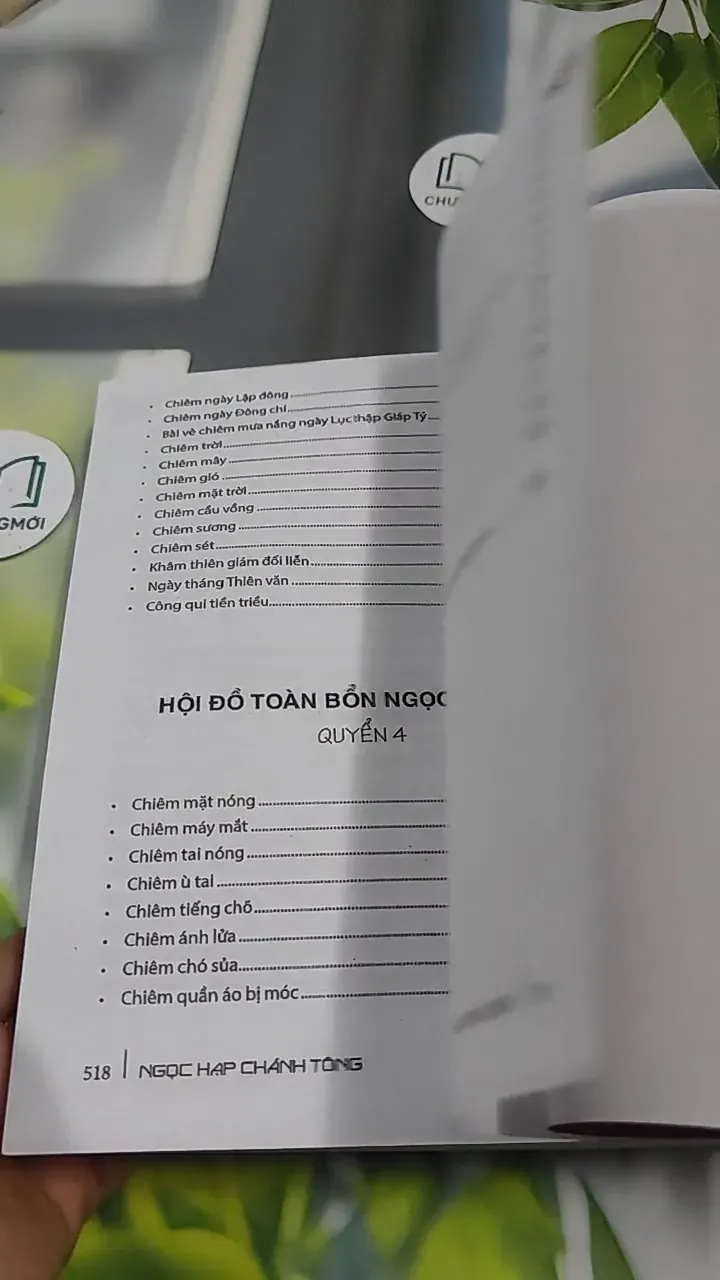 CHƯ
GMỚI
• Chiêm ngày Lập đông
• Chiêm ngày Đông chí
• Bài vè chiêm mưa nắng ngày Lục thập Giáp Tý
• Chiêm trời
• Chiêm mây
• Chiêm gió
• Chiêm mặt trời
• Chiêm cầu vồng
• Chiêm sương
• Chiêm sét
• Khâm thiên giám đối liễn
• Ngày tháng Thiên văn
• Công qui tiền triều
HỘI ĐỒ TOÀN BỔN NGỌC
QUYỂN 4
• Chiêm mặt nóng
• Chiêm máy mắt
• Chiêm tai nóng
• Chiêm ù tai
• Chiêm tiếng chõ
• Chiêm ánh lửa
• Chiêm chó sủa
• Chiêm quần áo bị móc
518 | NGỌC HẠP CHÁNH TÔNG